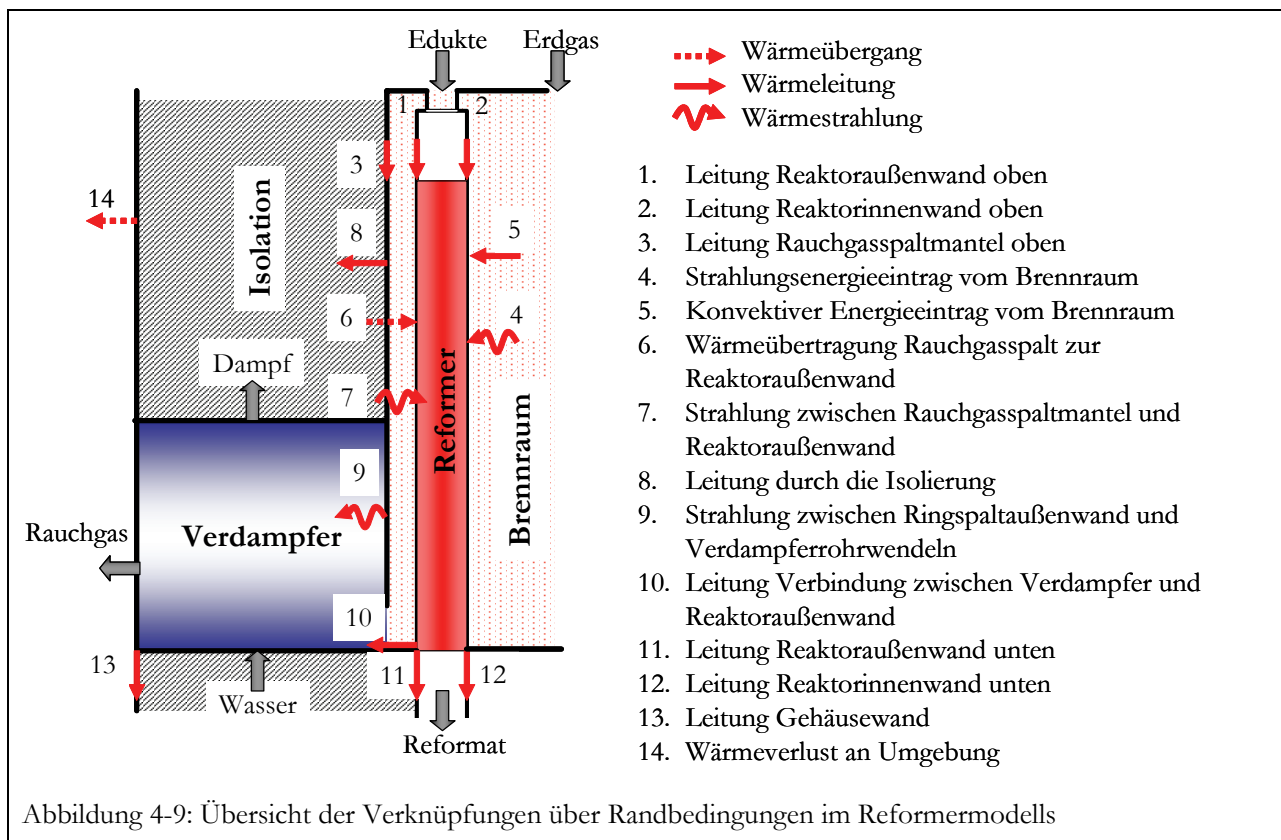 Edukte
Erdgas
1
2
3
14
Isolation
8
5
6
4
Dampf
7
Reformer
Brennraum
9
Rauchgas
Verdampfer
10
13
11
12
Wasser
Reformat
Wärmeübergang
Wärmeleitung
Wärmestrahlung
1. Leitung Reaktoraußenwand oben
2. Leitung Reaktorinnenwand oben
3. Leitung Rauchgasspaltmantel oben
4. Strahlungsenergieeintrag vom Brennraum
5. Konvektiver Energieeintrag vom Brennraum
6. Wärmeübertragung Rauchgasspalt zur
Reaktoraußenwand
7. Strahlung zwischen Rauchgasspaltmantel und
Reaktoraußenwand
8. Leitung durch die Isolierung
9. Strahlung zwischen Ringspaltaußenwand und
Verdampferrohrwendeln
10. Leitung Verbindung zwischen Verdampfer und
Reaktoraußenwand
11. Leitung Reaktoraußenwand unten
12. Leitung Reaktorinnenwand unten
13. Leitung Gehäusewand
14. Wärmeverlust an Umgebung
Abbildung 4-9: Übersicht der Verknüpfungen über Randbedingungen im Reformermodells